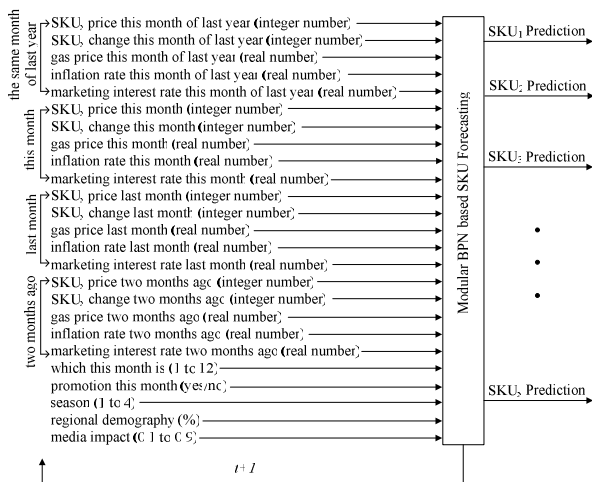 the same month
of last year
SKU, price this month of last year (integer number)
SKU, change this month of last year (integer number)
gas price this month of last year (real number)
inflation rate this month of last year (real number)
marketing interest rate this month of last year (real number)
this month
SKU, price this month (integer number)
SKU, change this month (integer number)
gas price this month (real number)
inflation rate this month (real number)
marketing interest rate this month (real number)
last month
SKU, price last month (integer number)
SKU, change last month (integer number)
gas price last month (real number)
inflation rate last month (real number)
marketing interest rate last month (real number)
two months ago
SKU, price two months ago (integer number)
SKU, change two months ago (integer number)
gas price two months ago (real number)
inflation rate two months ago (real number)
marketing interest rate two months ago (real number)
which this month is (1 to 12)
promotion this month (yes/no)
season (1 to 4)
regional demography (%)
media impact (0.1 to 0.9)
Modular BPN based SKU Forecasting
SKU1 Prediction
SKU2 Prediction
SKU3 Prediction
SKU, Prediction
t+1